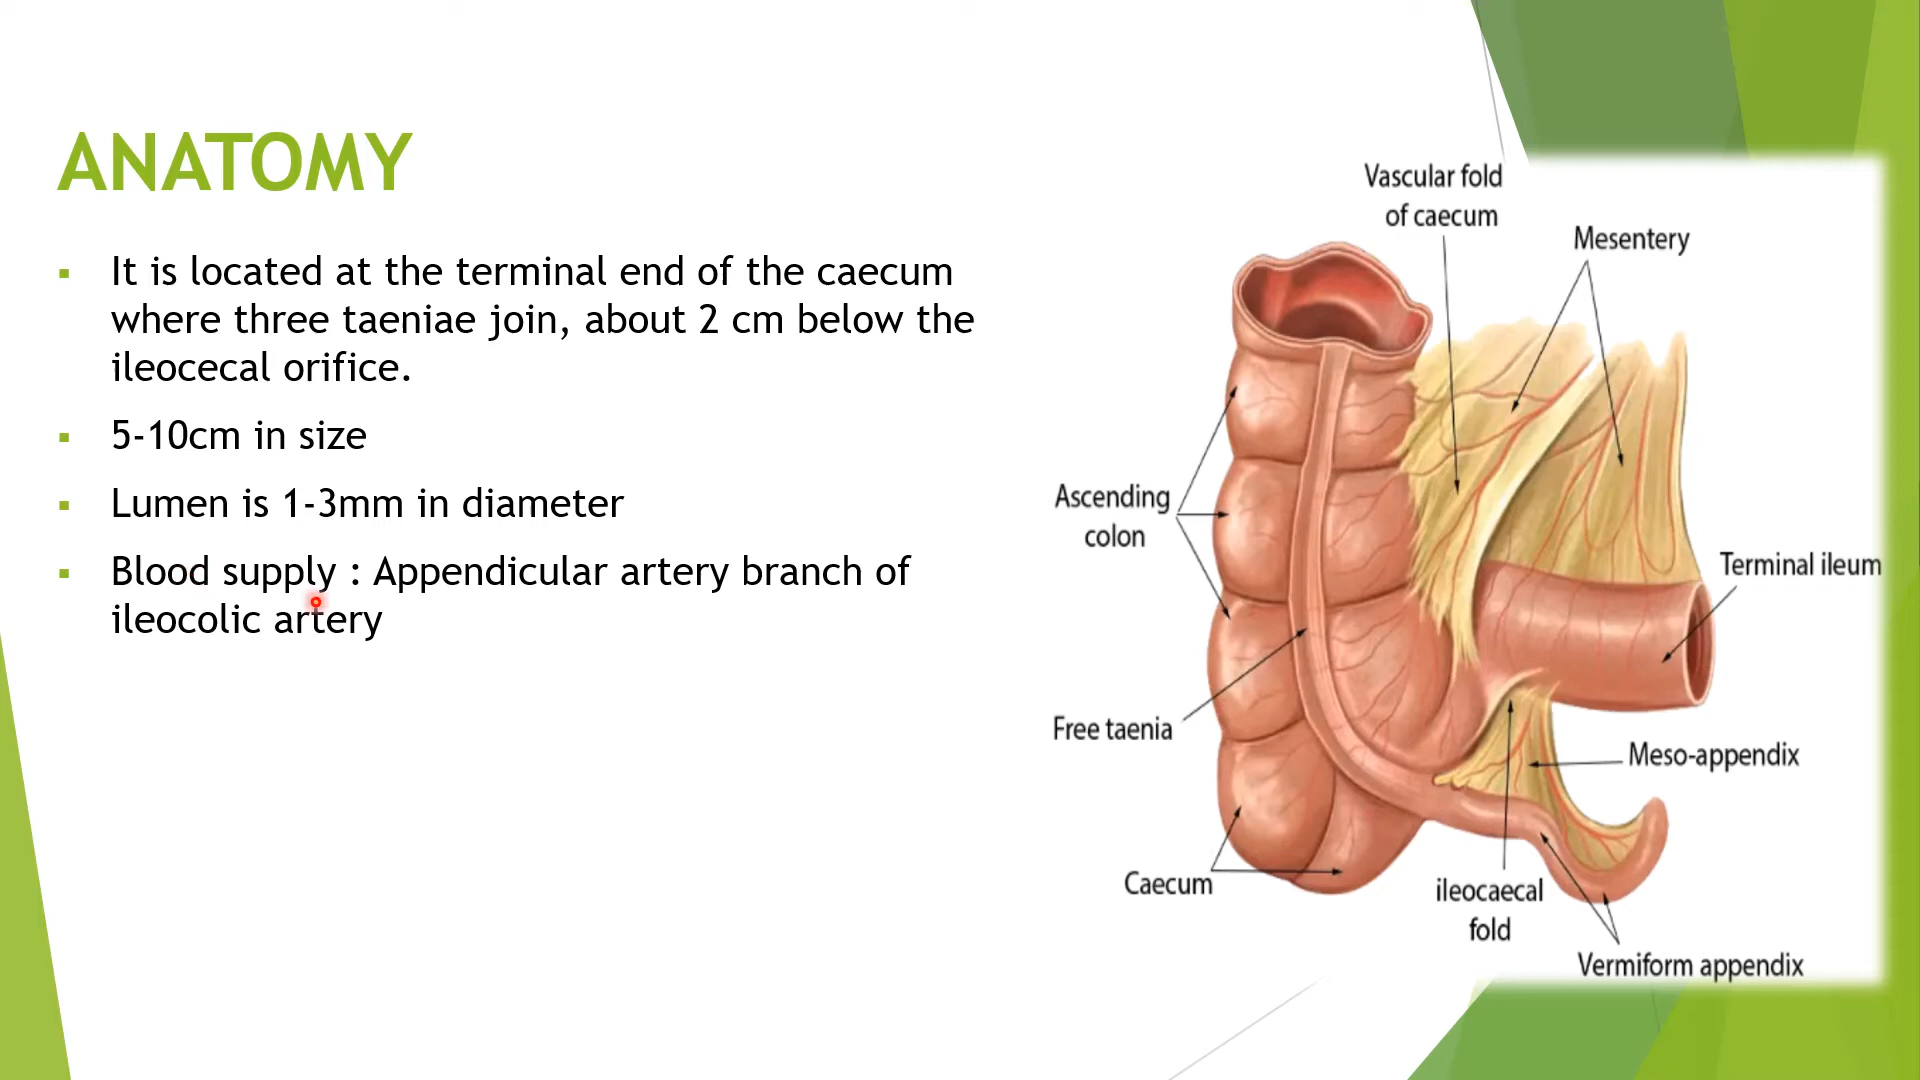 ANATOMY
▪ It is located at the terminal end of the caecum
where three taeniae join, about 2 cm below the
ileocecal orifice.
▪ 5-10cm in size
▪ Lumen is 1-3mm in diameter
▪ Blood supply : Appendicular artery branch of
ileocolic artery
Vascular fold
of caecum
Mesentery
Ascending
colon
Terminal ileum
Free taenia
Meso-appendix
Caecum
ileocaecal
fold
Vermiform appendix